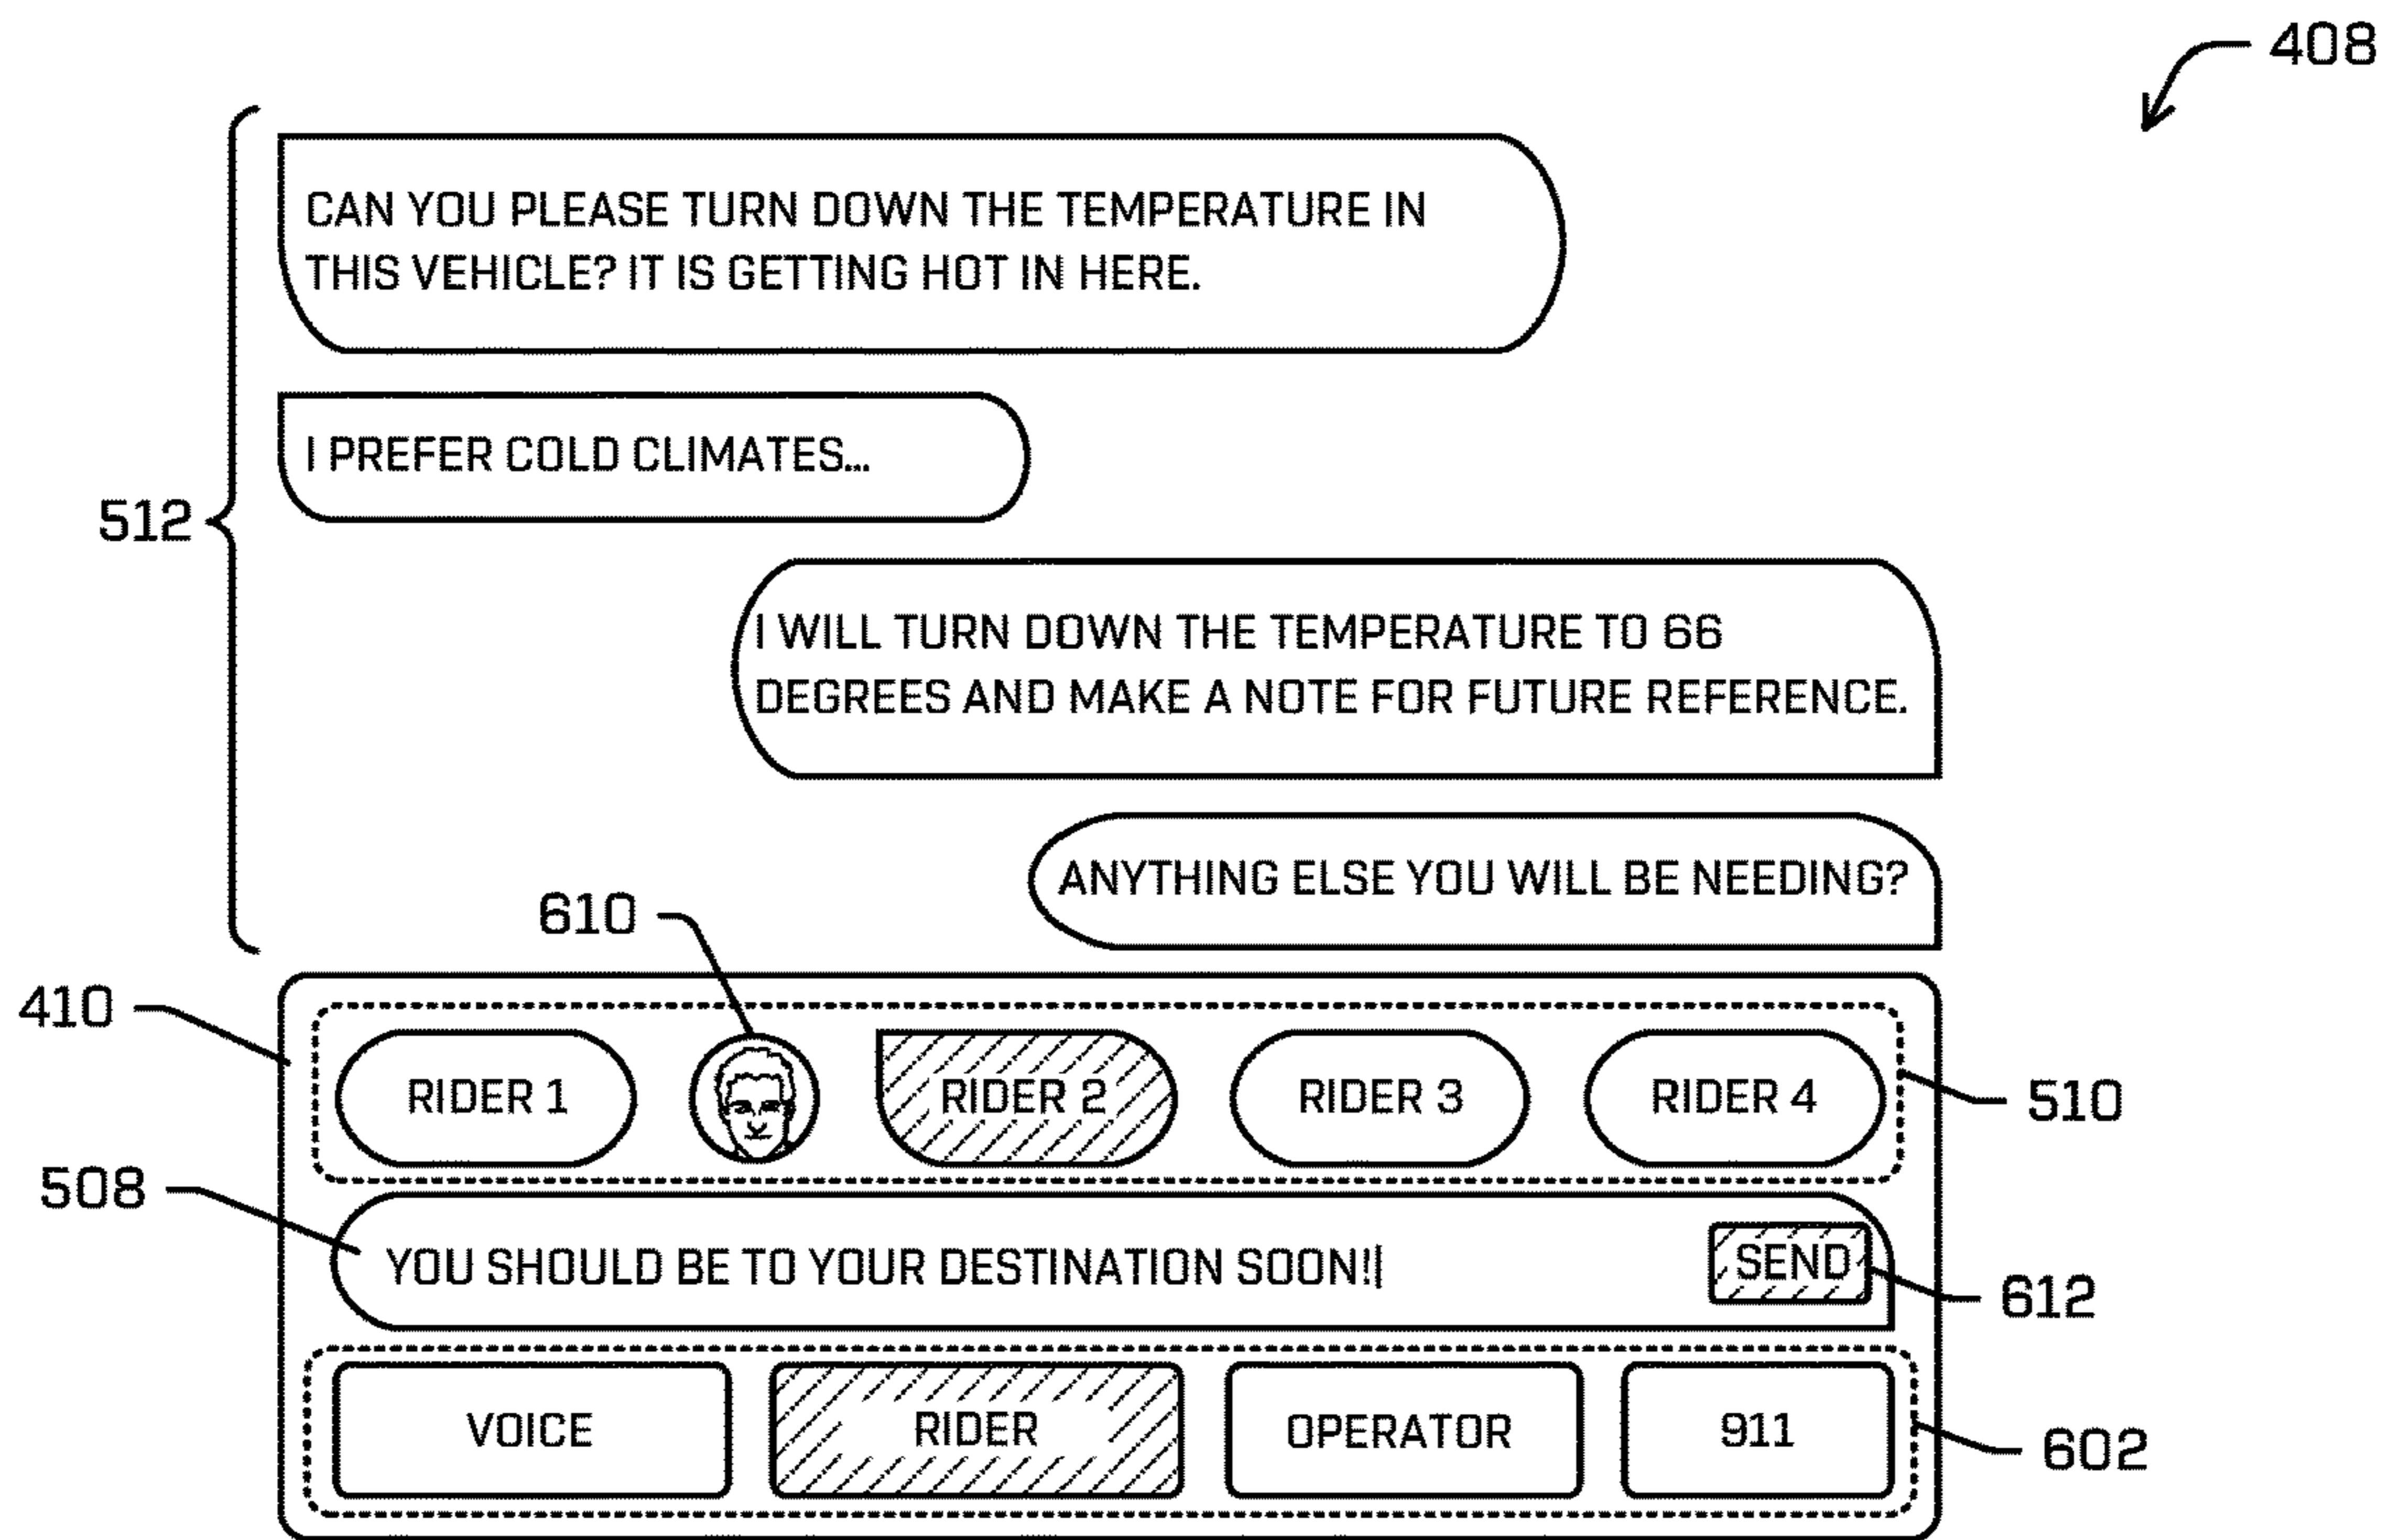 408
CAN YOU PLEASE TURN DOWN THE TEMPERATURE IN
THIS VEHICLE? IT IS GETTING HOT IN HERE.
I PREFER COLD CLIMATES...
512
I WILL TURN DOWN THE TEMPERATURE TO 66
DEGREES AND MAKE A NOTE FOR FUTURE REFERENCE.
ANYTHING ELSE YOU WILL BE NEEDING?
610
410
RIDER 1 RIDER 2 RIDER 3 RIDER 4
510
508
YOU SHOULD BE TO YOUR DESTINATION SOON! SEND
612
VOICE RIDER OPERATOR 911
602